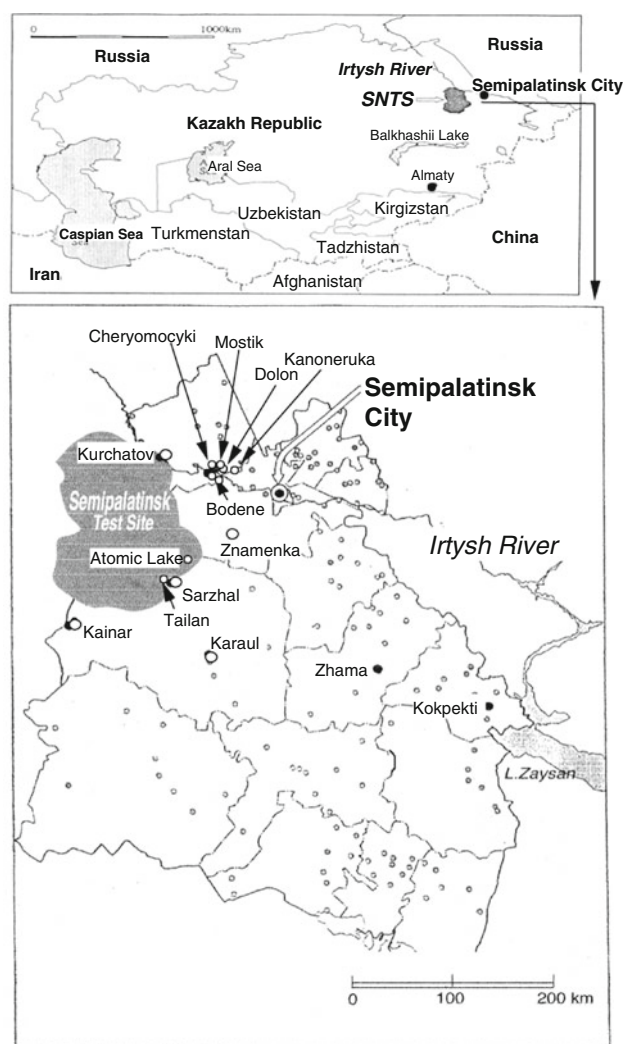 0 1000km
Russia
Russia
Irtysh River
Semipalatinsk City
SNTS
Kazakh Republic
Balkhashii Lake
Aral Sea
Almaty
Uzbekistan
Kirgizstan
Caspian Sea
Turkmenstan
China
Tadzhistan
Iran
Afghanistan
Cheryomocyki
Mostik
Kanoneruka
Dolon
Semipalatinsk
City
Kurchatov
Semipalatinsk
Test Site
Bodene
Znamenka
Irtysh River
Atomic Lake
Sarzhal
Tailan
Kainar
Karaul
Zhama
Kokpekti
L.Zaysan
0 100 200 km